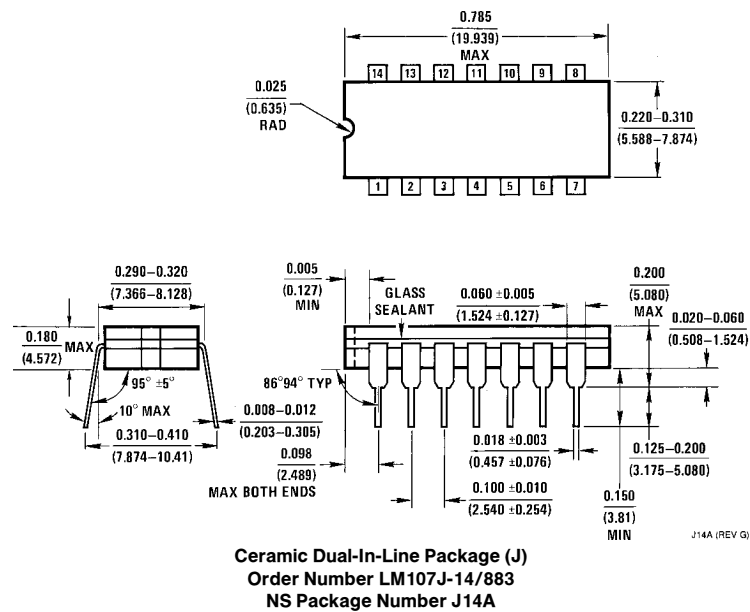 0.785
(19.939)
MAX
14 13 12 11 10 9 8
0.025
(0.635)
RAD
0.220–0.310
(5.588–7.874)
1 2 3 4 5 6 7
0.290–0.320
(7.366–8.128)
0.180
(4.572)
MAX
95° ±5°
10° MAX
0.310–0.410
(7.874–10.41)
0.008–0.012
(0.203–0.305)
0.005
(0.127)
MIN
GLASS
SEALANT
0.060 ±0.005
(1.524 ±0.127)
0.200
(5.080)
MAX
0.020–0.060
(0.508–1.524)
86°94° TYP
0.098
(2.489)
MAX BOTH ENDS
0.018 ±0.003
(0.457 ±0.076)
0.100 ±0.010
(2.540 ±0.254)
0.125–0.200
(3.175–5.080)
0.150
(3.81)
MIN
J14A (REV G)
Ceramic Dual-In-Line Package (J)
Order Number LM107J-14/883
NS Package Number J14A